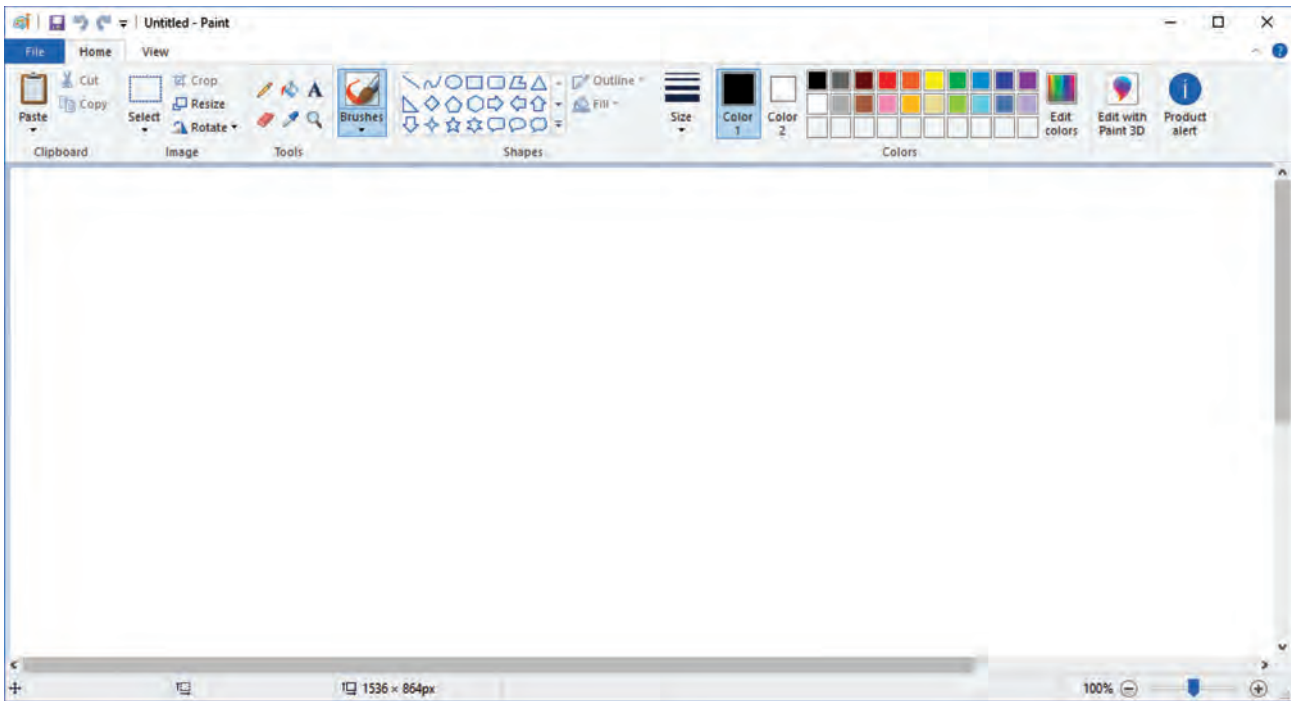 Untitled - Paint
File Home View
Paste
Cut
Copy
Clipboard
Select
Crop
Resize
Rotate
Image
A
Tools
Brushes
Outline
Fill
Shapes
Size
Color 1
Color 2
Edit colors
Colors
Edit with Paint 3D
Product alert
1536 × 864px
100%